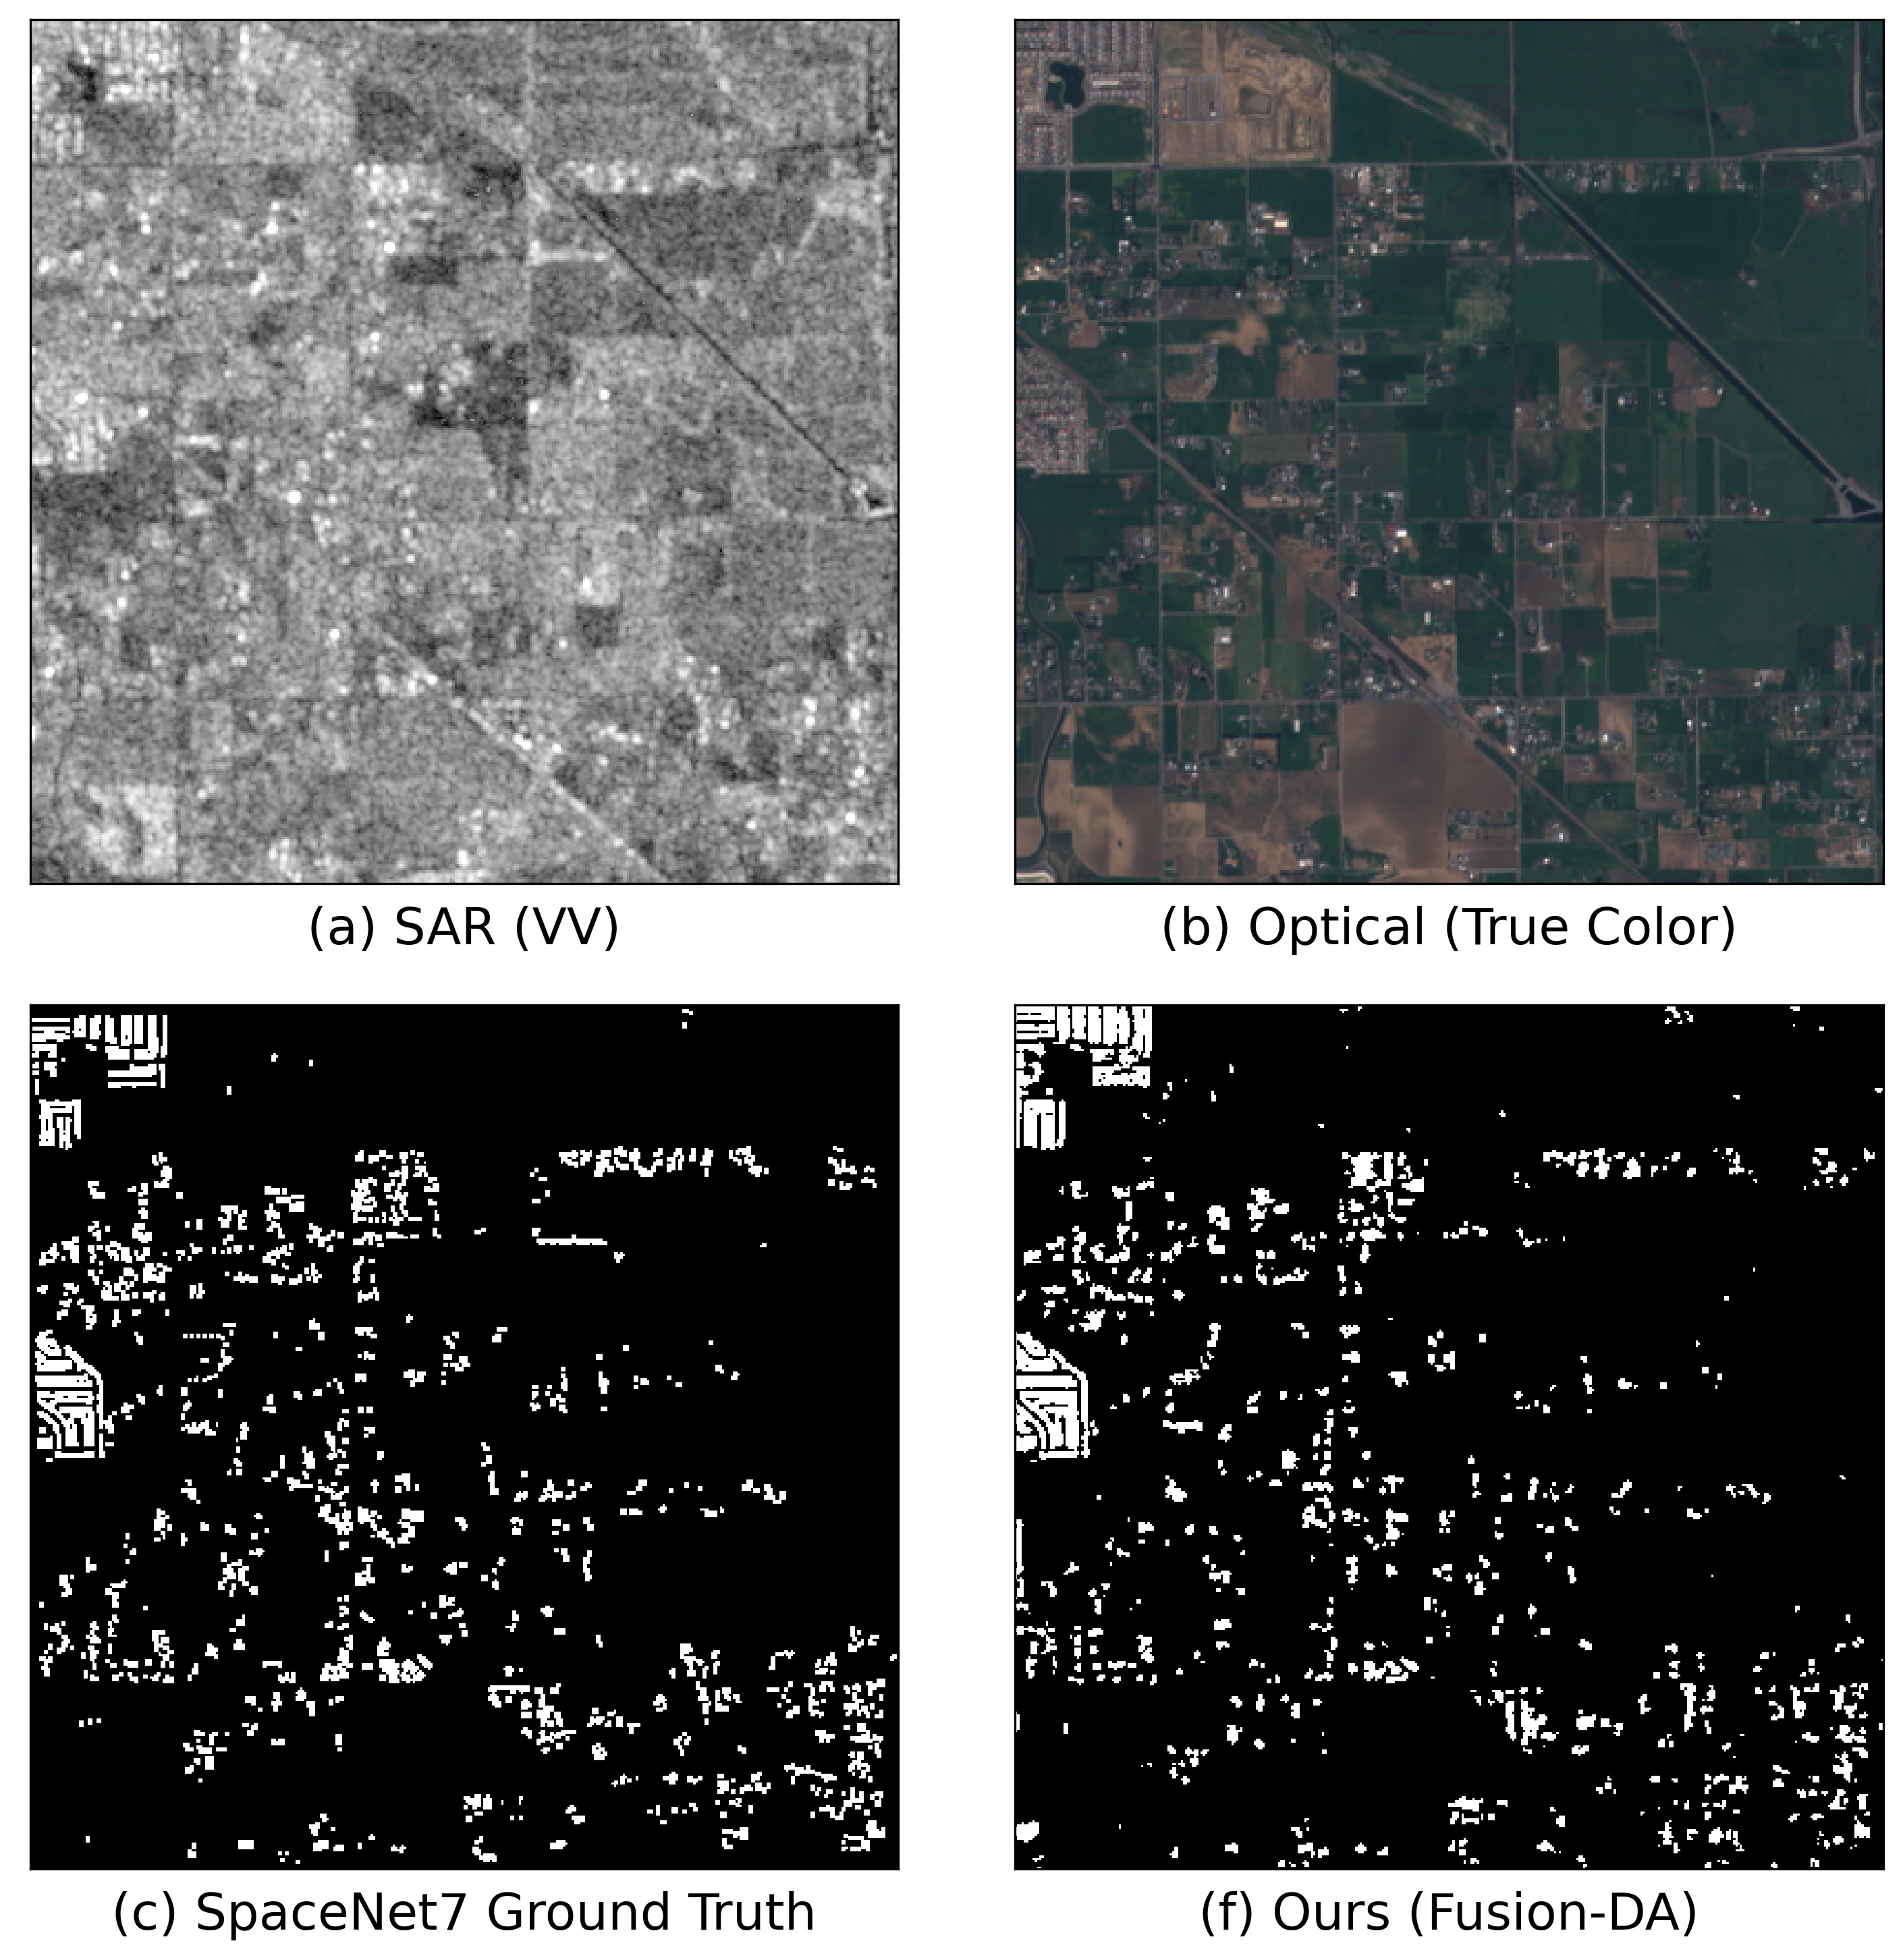 (a) SAR (VV)
(b) Optical (True Color)
(c) SpaceNet7 Ground Truth
(f) Ours (Fusion-DA)